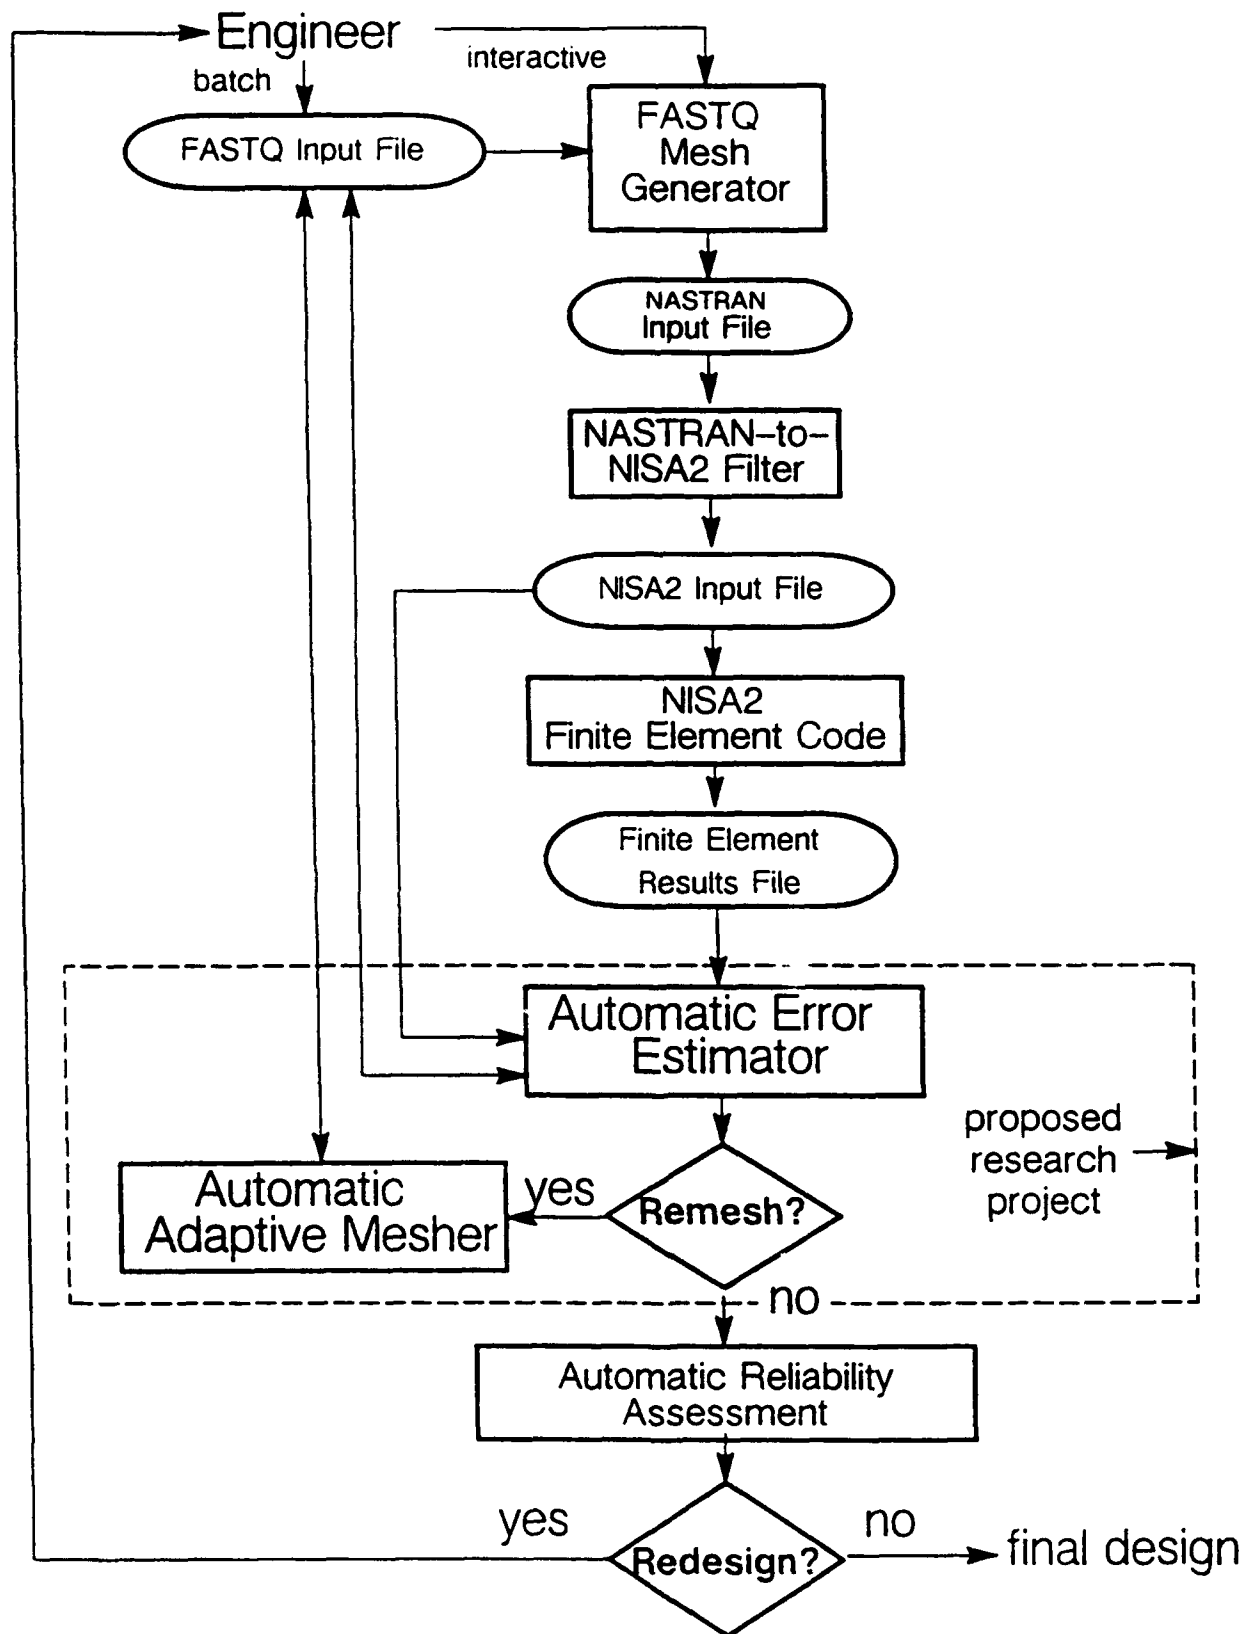 Engineer
interactive
batch
FASTQ Input File
FASTQ
Mesh
Generator
NASTRAN
Input File
NASTRAN–to–
NISA2 Filter
NISA2 Input File
NISA2
Finite Element Code
Finite Element
Results File
Automatic Error
Estimator
proposed
research
project
Automatic
Adaptive Mesher
yes
Remesh?
no
Automatic Reliability
Assessment
yes
Redesign?
no
final design